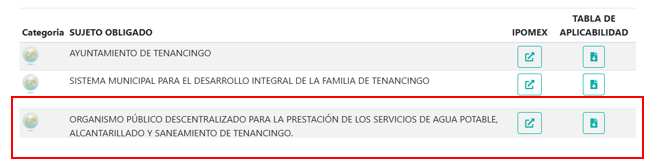 TABLA DE
Categoria SUJETO OBLIGADO IPOMEX APLICABILIDAD
AYUNTAMIENTO DE TENANCINGO
SISTEMA MUNICIPAL PARA EL DESARROLLO INTEGRAL DE LA FAMILIA DE TENANCINGO
ORGANISMO PÚBLICO DESCENTRALIZADO PARA LA PRESTACIÓN DE LOS SERVICIOS DE AGUA POTABLE,
ALCANTARILLADO Y SANEAMIENTO DE TENANCINGO.